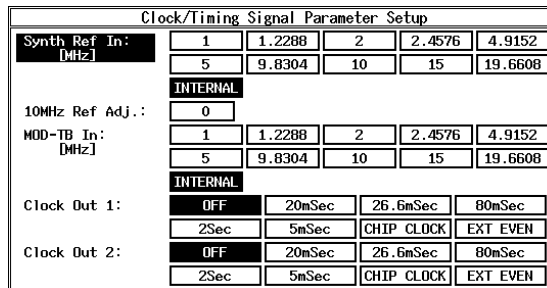 Clock/Timing Signal Parameter Setup
Synth Ref In: 1 1.2288 2 2.4576 4.9152
[MHz] 5 9.8304 10 15 19.6608
INTERNAL
10MHz Ref Adj.: 0
MOD-TB In: 1 1.2288 2 2.4576 4.9152
[MHz] 5 9.8304 10 15 19.6608
INTERNAL
Clock Out 1: OFF 20mSec 26.6mSec 80mSec
2Sec 5mSec CHIP CLOCK EXT EVEN
Clock Out 2: OFF 20mSec 26.6mSec 80mSec
2Sec 5mSec CHIP CLOCK EXT EVEN